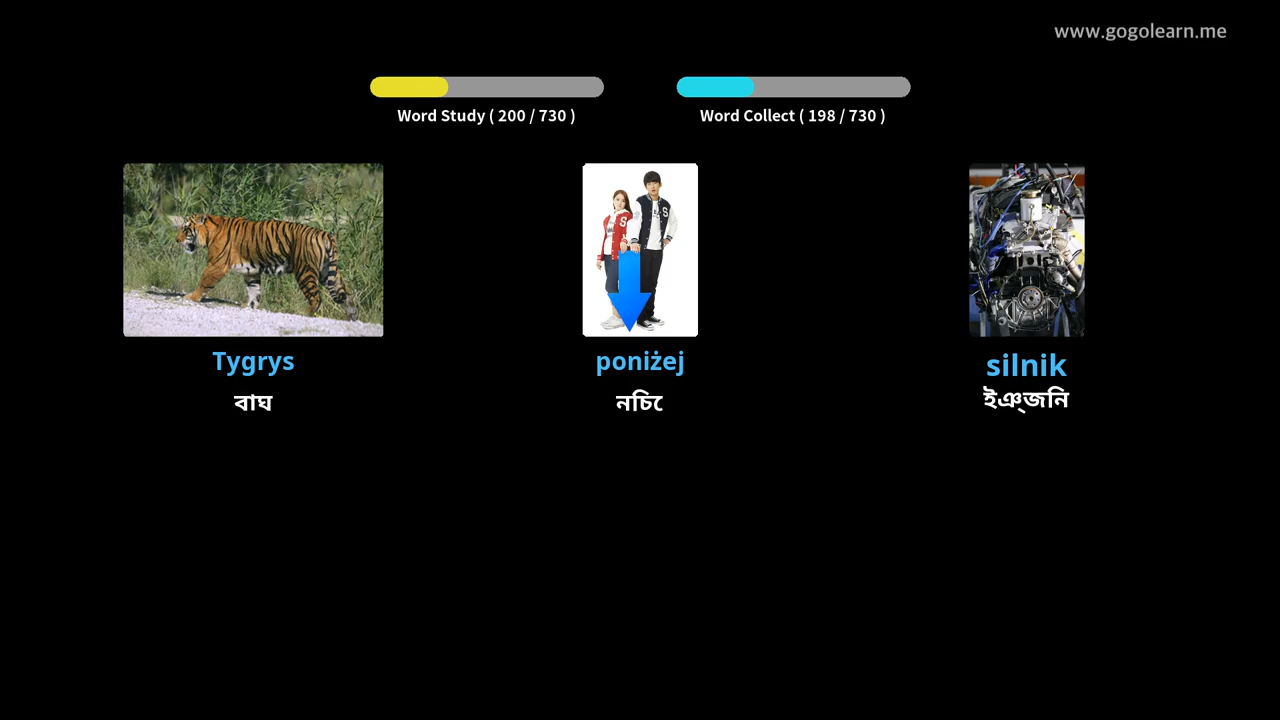 www.gogolearn.me
Word Study ( 200 / 730 )
Word Collect ( 198 / 730 )
Tygrys
poniżej
silnik
বাঘ
নিচে
ইঞ্জিন